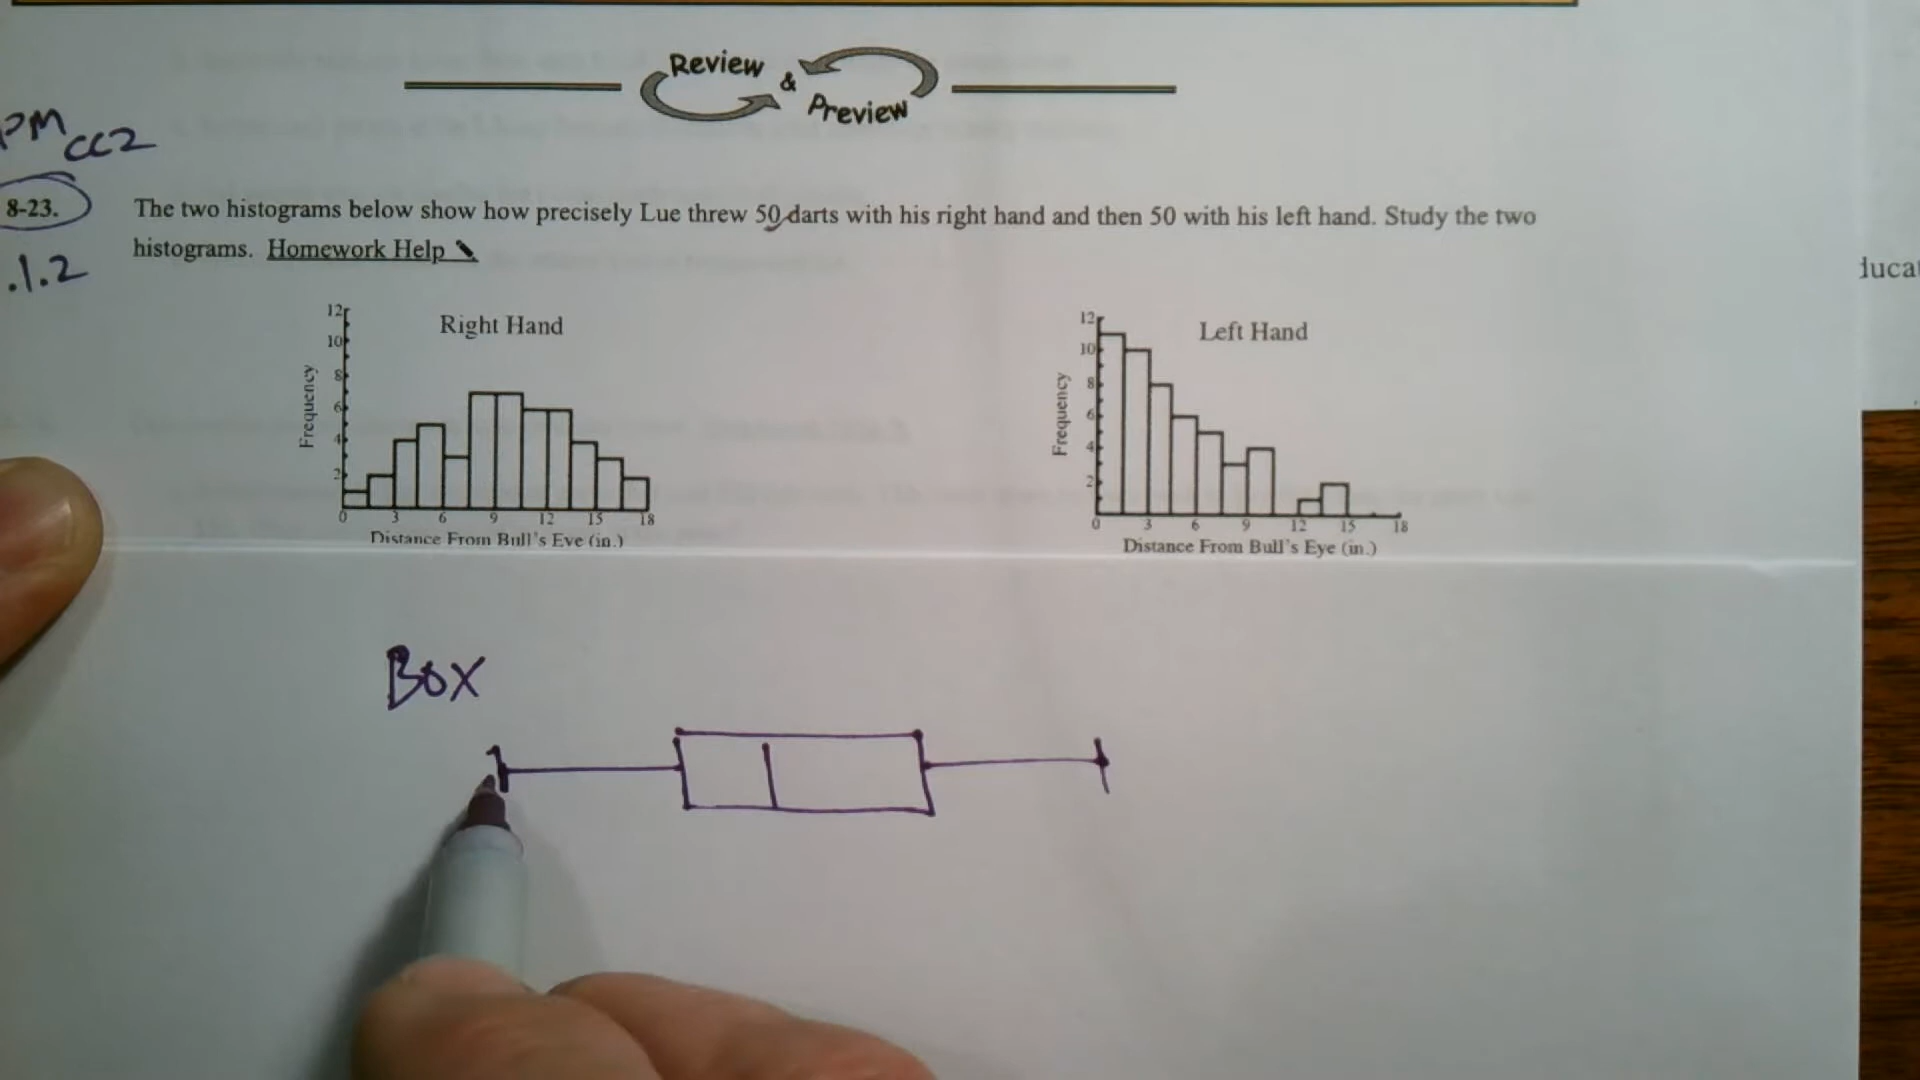 Review
&
Preview
PM
CC2
8-23. The two histograms below show how precisely Lue threw 50 darts with his right hand and then 50 with his left hand. Study the two
histograms. Homework Help
.1.2
Right Hand
12
10
8
6
4
2
Frequency
0 3 6 9 12 15 18
Distance From Bull's Eye (in.)
Left Hand
12
10
8
6
4
2
Frequency
0 3 6 9 12 15 18
Distance From Bull's Eye (in.)
Box